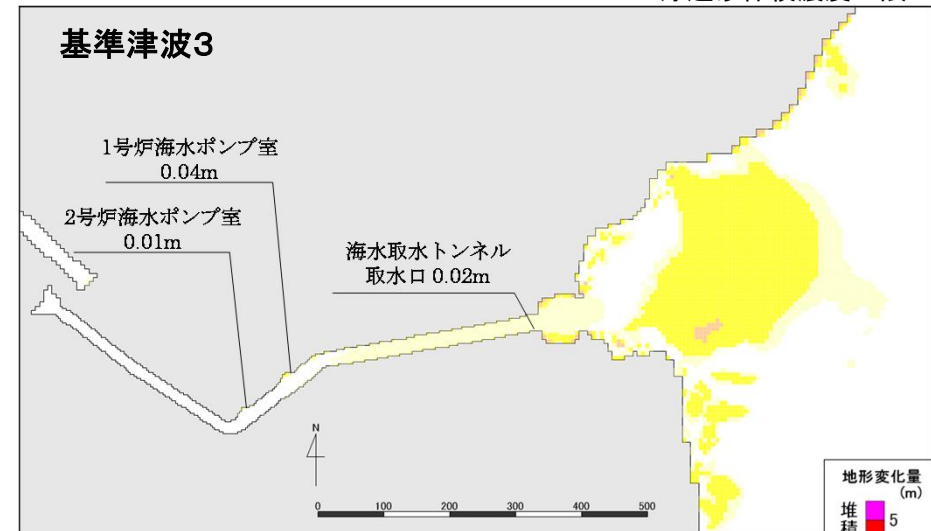 基準津波3
1号炉海水ポンプ室
0.04m
2号炉海水ポンプ室
0.01m
海水取水トンネル
取水口 0.02m
N
0 100 200 300 400 500
地形変化量
(m)
堆
積
5